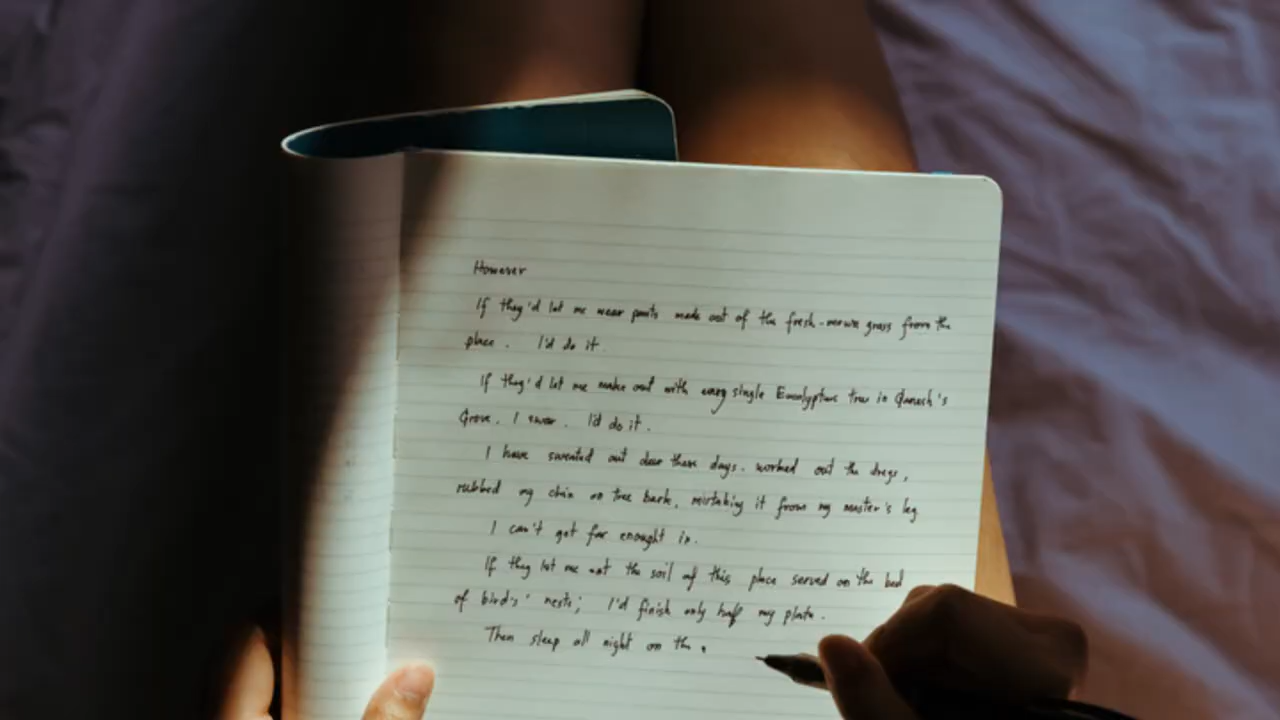 However
If they'd let me wear pants made out of the fresh-mown grass from the
place. I'd do it.
If they'd let me make out with every single Eucalyptus tree in Ganesh's
Grove. I swear. I'd do it.
I have sweated out dear these days. worked out the dregs,
rubbed my chin on tree bark, mistaking it from my master's leg
I can't get far enought in.
If they let me eat the soil of this place served on the bed
of bird's' nests; I'd finish only half my plate.
Then sleep all night on the